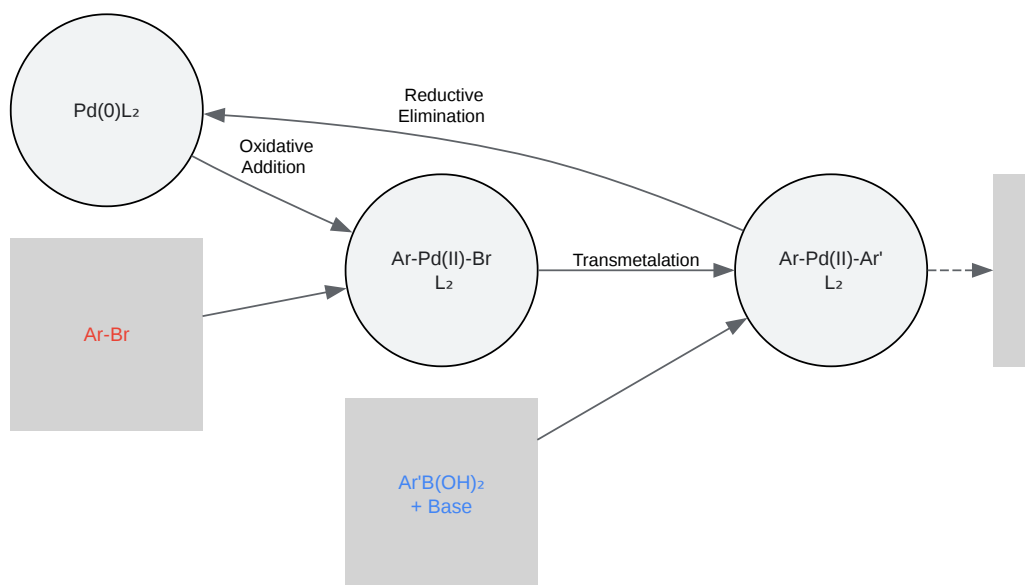 Pd(0)L₂
Reductive
Elimination
Oxidative
Addition
Ar-Pd(II)-Br
L₂
Transmetalation
Ar-Pd(II)-Ar'
L₂
Ar-Br
Ar'B(OH)₂
+ Base